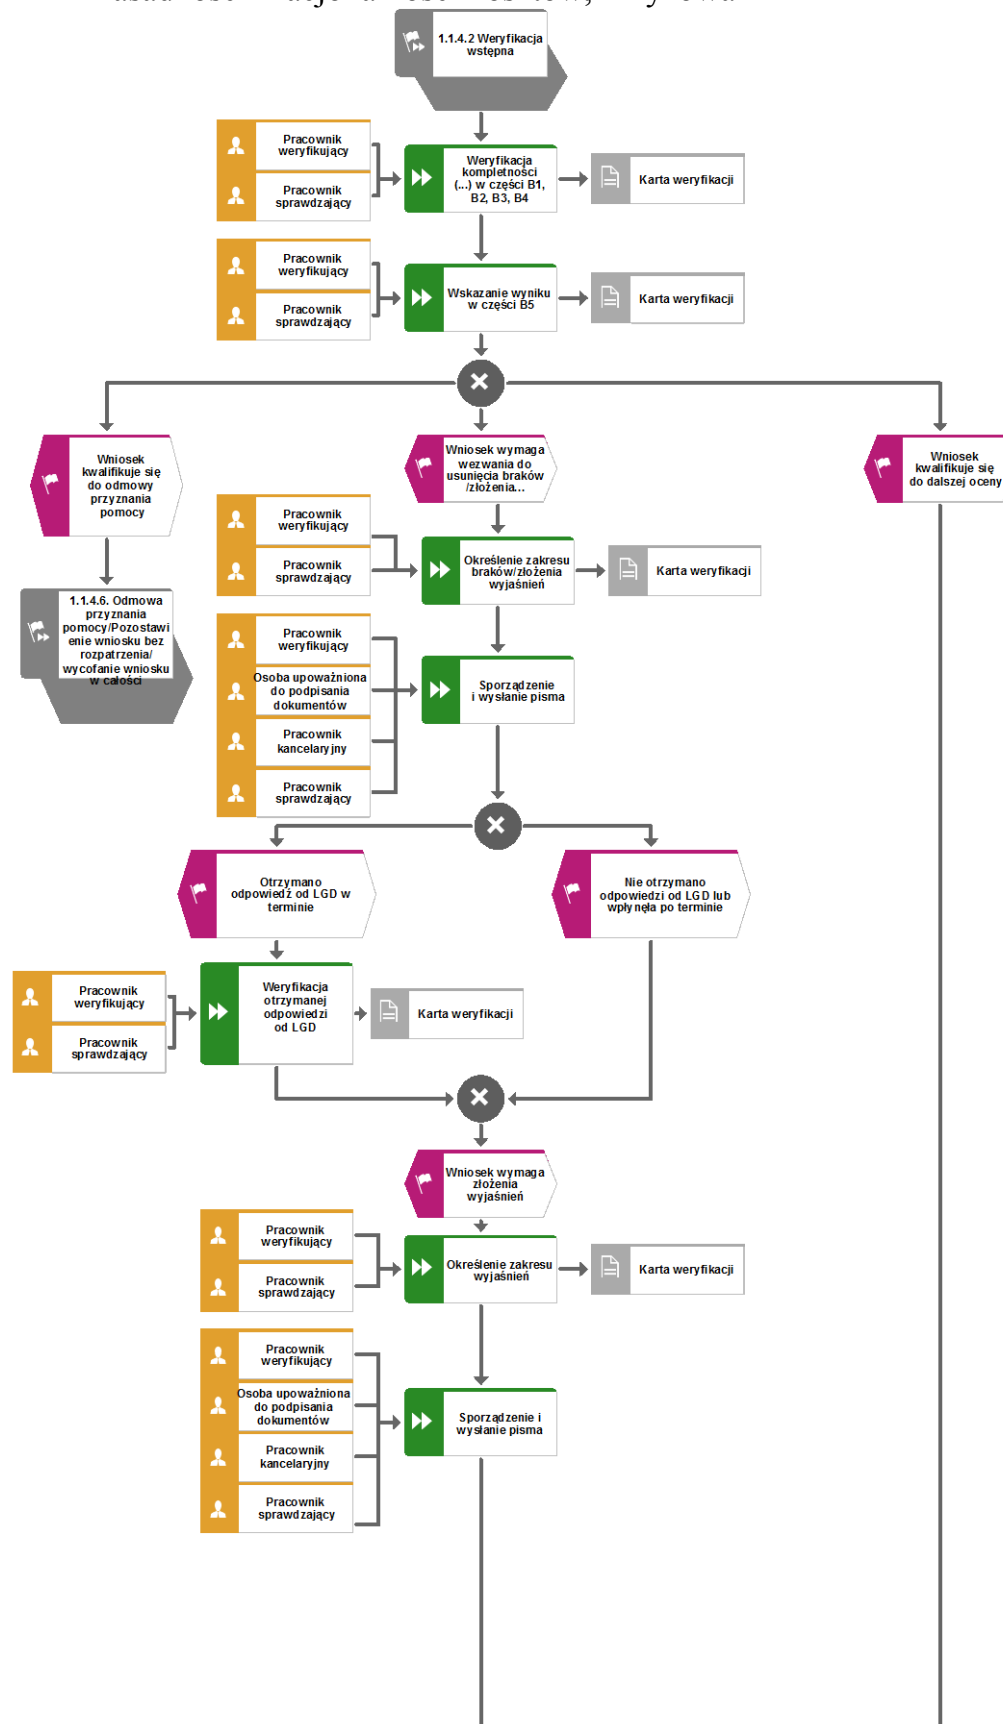 1.1.4.2 Weryfikacja
wstępna
Pracownik
weryfikujący
Pracownik
sprawdzający
Weryfikacja
kompletności
(...) w części B1,
B2, B3, B4
Karta weryfikacji
Pracownik
weryfikujący
Pracownik
sprawdzający
Wskazanie wyniku
w części B5
Karta weryfikacji
Wniosek
kwalifikuje się
do odmowy
przyznania
pomocy
Wniosek wymaga
wezwania do
usunięcia braków
/złożenia...
Wniosek
kwalifikuje się
do dalszej oceny
Pracownik
weryfikujący
Pracownik
sprawdzający
Określenie zakresu
braków/złożenia
wyjaśnień
Karta weryfikacji
1.1.4.6. Odmowa
przyznania
pomocy/Pozostawi
enie wniosku bez
rozpatrzenia/
wycofanie wniosku
w całości
Pracownik
weryfikujący
Osoba upoważniona
do podpisania
dokumentów
Pracownik
kancelaryjny
Pracownik
sprawdzający
Sporządzenie
i wysłanie pisma
Otrzymano
odpowiedź od LGD w
terminie
Nie otrzymano
odpowiedzi od LGD lub
wpłynęła po terminie
Pracownik
weryfikujący
Pracownik
sprawdzający
Weryfikacja
otrzymanej
odpowiedzi
od LGD
Karta weryfikacji
Wniosek wymaga
złożenia
wyjaśnień
Pracownik
weryfikujący
Pracownik
sprawdzający
Określenie zakresu
wyjaśnień
Karta weryfikacji
Pracownik
weryfikujący
Osoba upoważniona
do podpisania
dokumentów
Pracownik
kancelaryjny
Pracownik
sprawdzający
Sporządzenie i
wysłanie pisma